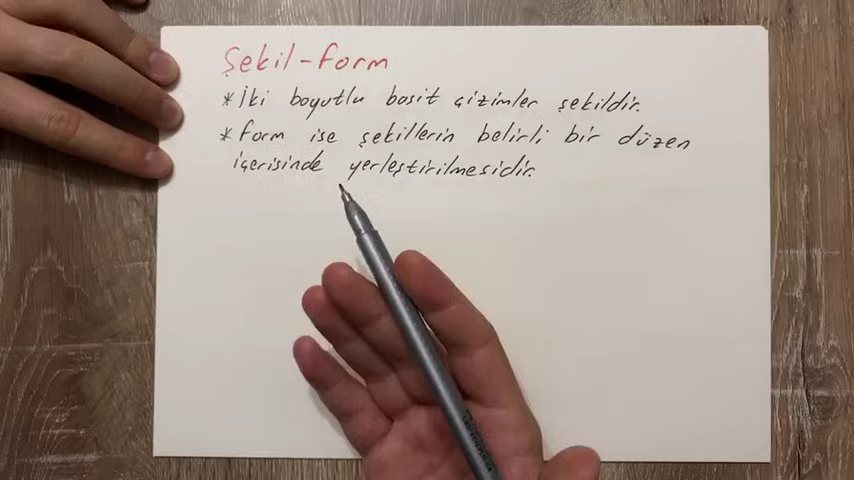 Şekil-form
* İki boyutlu basit çizimler şekildir.
* form ise şekillerin belirli bir düzen
içerisinde yerleştirilmesidir.